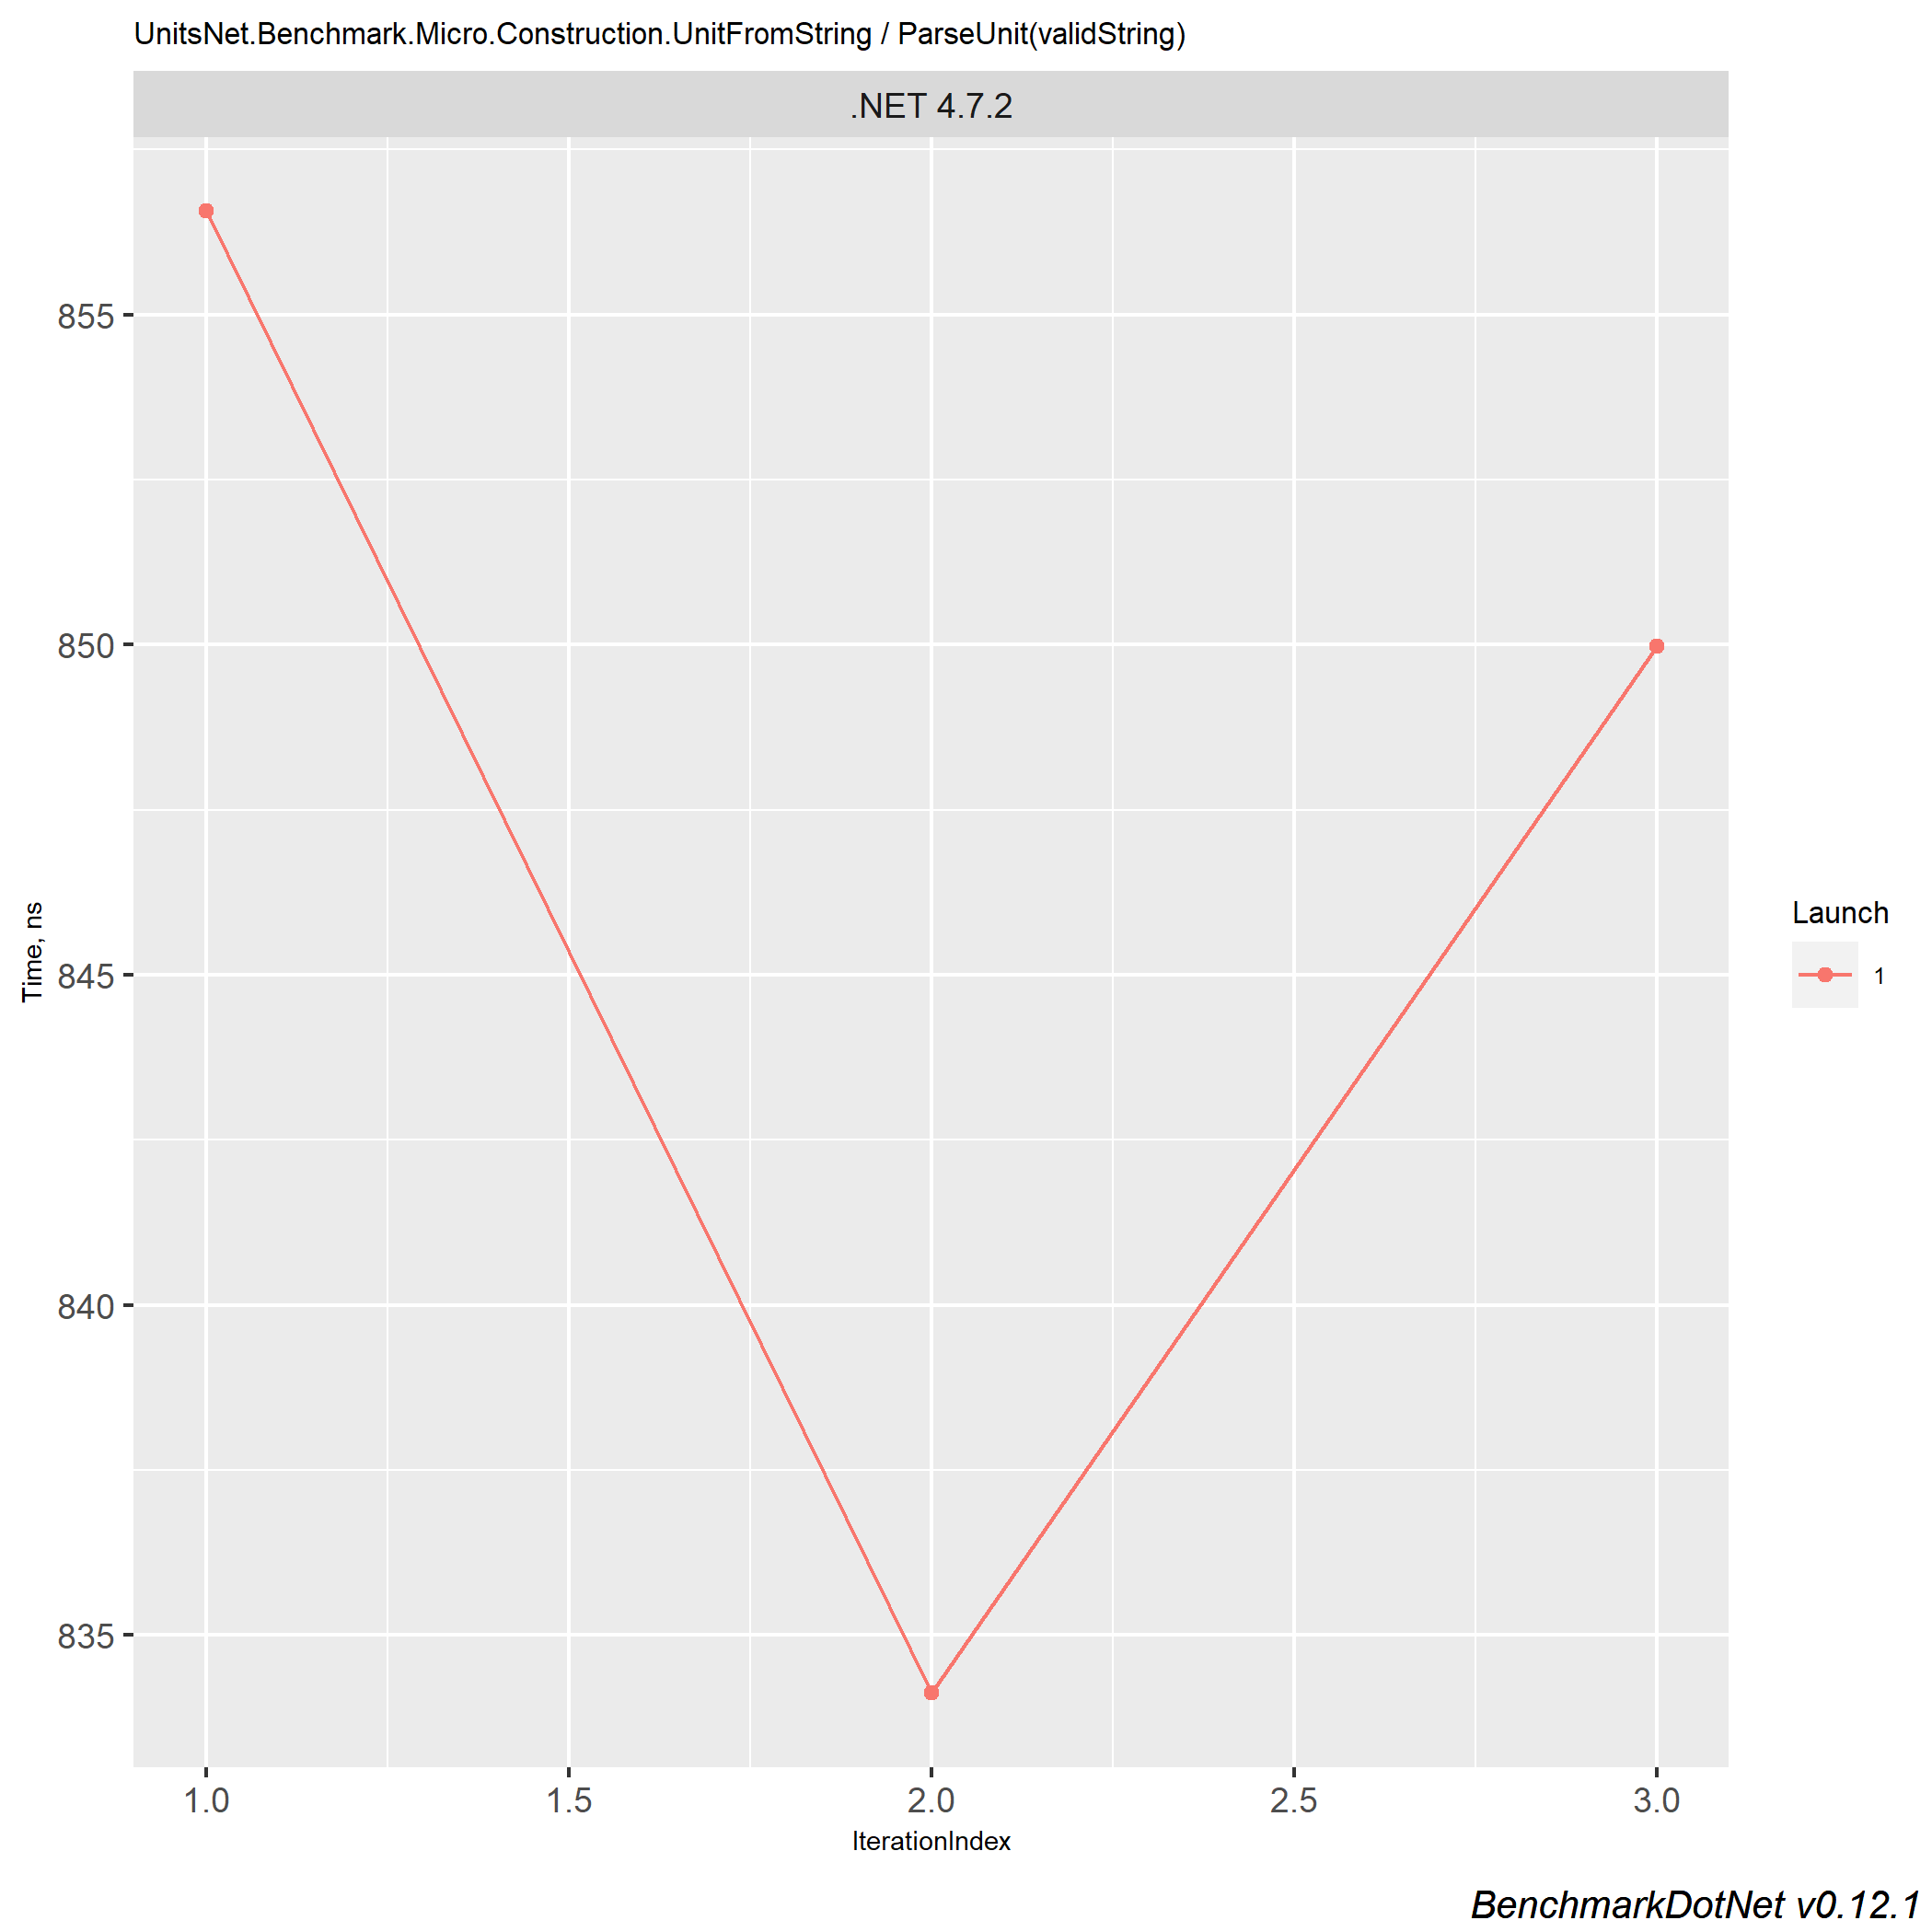 UnitsNet.Benchmark.Micro.Construction.UnitFromString / ParseUnit(validString)
.NET 4.7.2
855
850
845
840
835
Time, ns
Launch
1
1.0 1.5 2.0 2.5 3.0
IterationIndex
BenchmarkDotNet v0.12.1